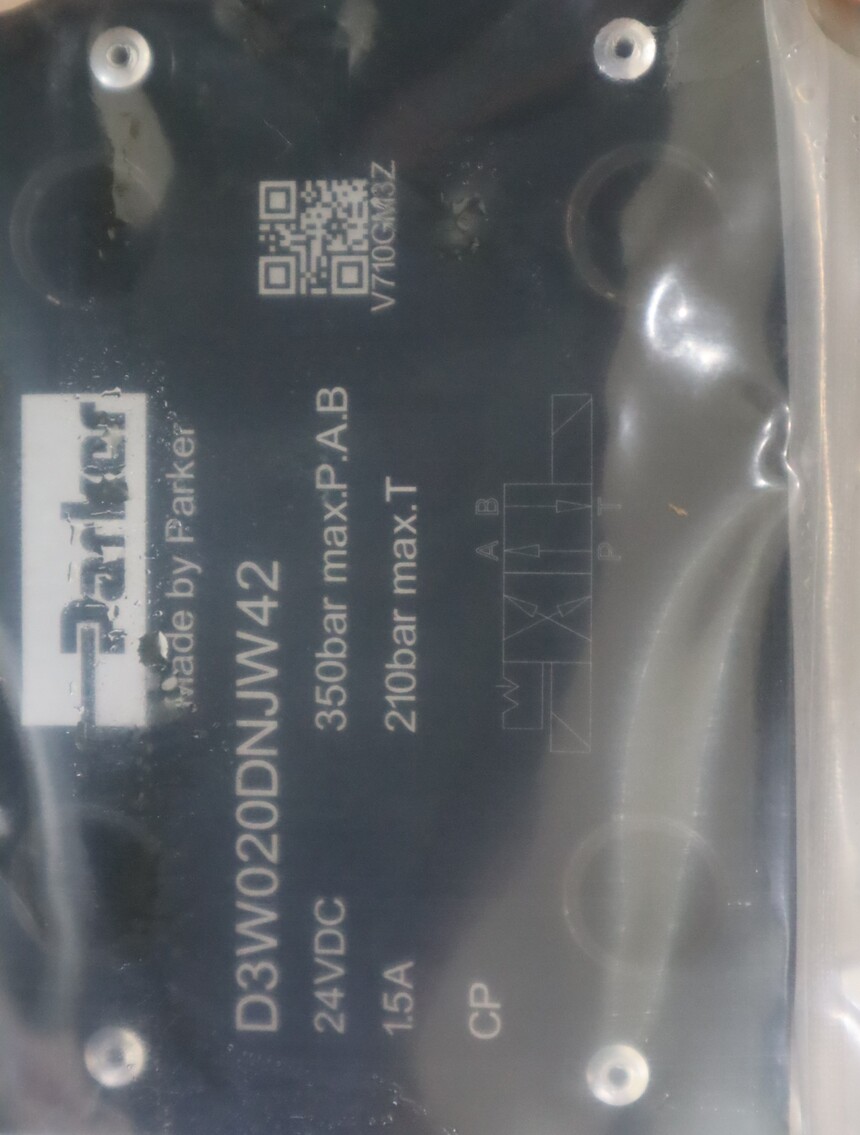 Parker
Made by Parker
V710GM3Z
D3W020DNJW42
24VDC 350bar max.P.A.B
1.5A 210bar max.T
CP
A B
P T